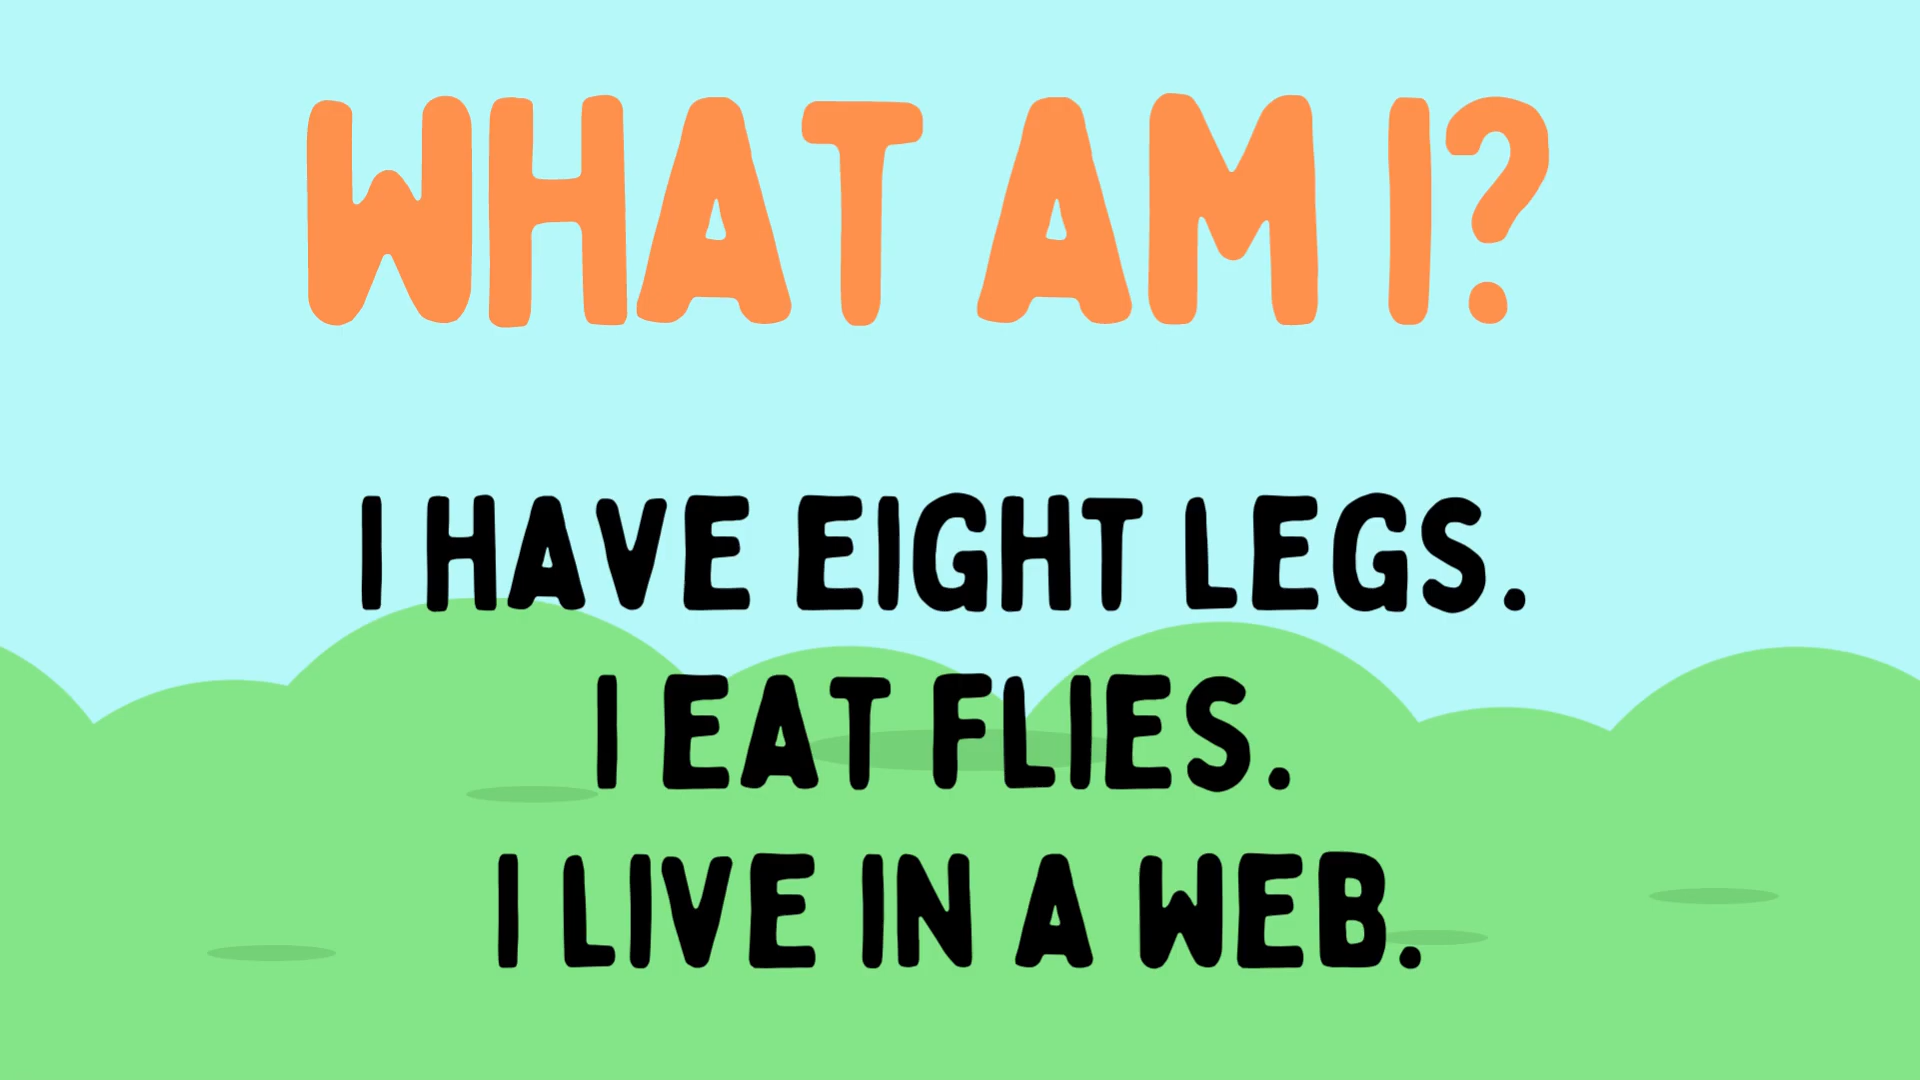 WHAT AM I?
I HAVE EIGHT LEGS.
I EAT FLIES.
I LIVE IN A WEB.